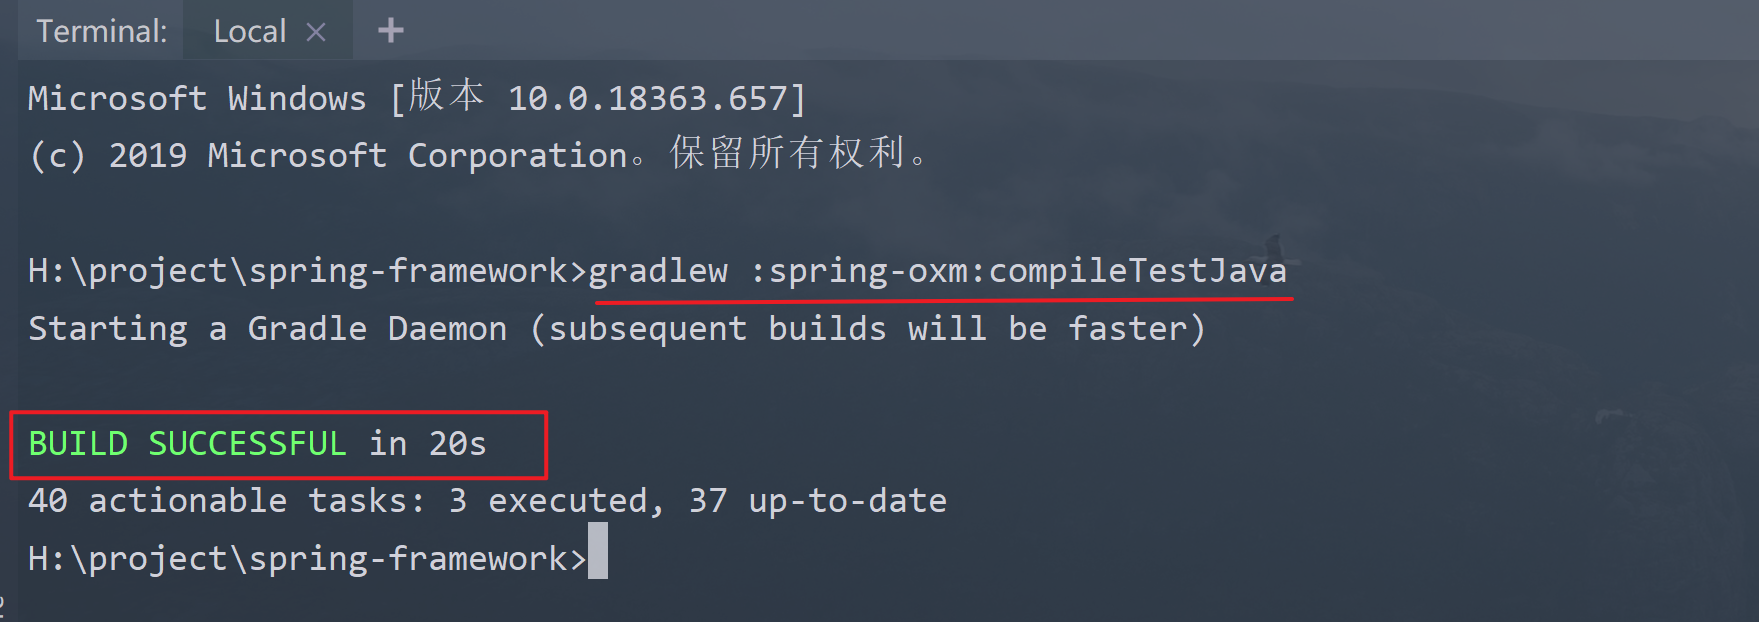 Terminal: Local × +
Microsoft Windows [版本 10.0.18363.657]
(c) 2019 Microsoft Corporation。保留所有权利。
H:\project\spring-framework>gradlew :spring-oxm:compileTestJava
Starting a Gradle Daemon (subsequent builds will be faster)
BUILD SUCCESSFUL in 20s
40 actionable tasks: 3 executed, 37 up-to-date
H:\project\spring-framework>